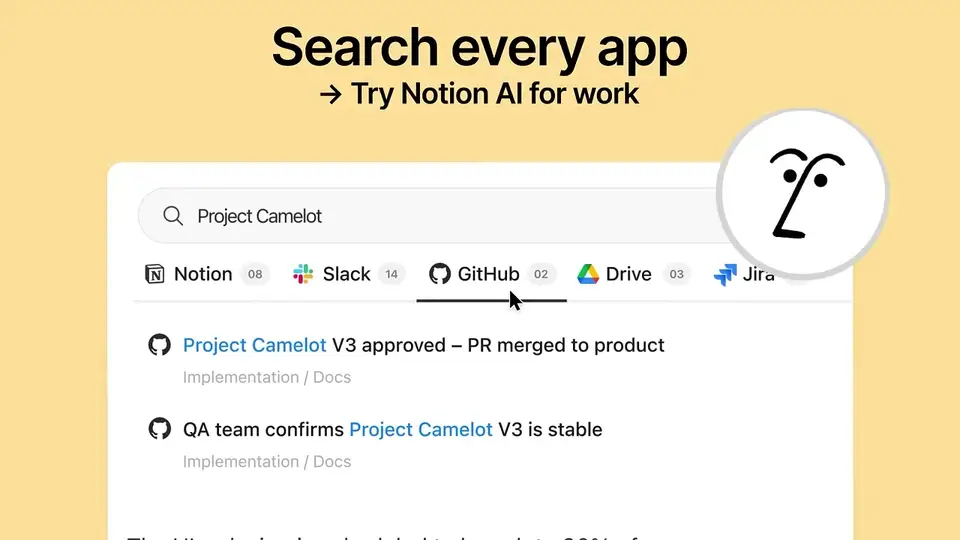 Search every app
→ Try Notion AI for work
Project Camelot
Notion 08 Slack 14 GitHub 02 Drive 03 Jira
Project Camelot V3 approved – PR merged to product
Implementation / Docs
QA team confirms Project Camelot V3 is stable
Implementation / Docs